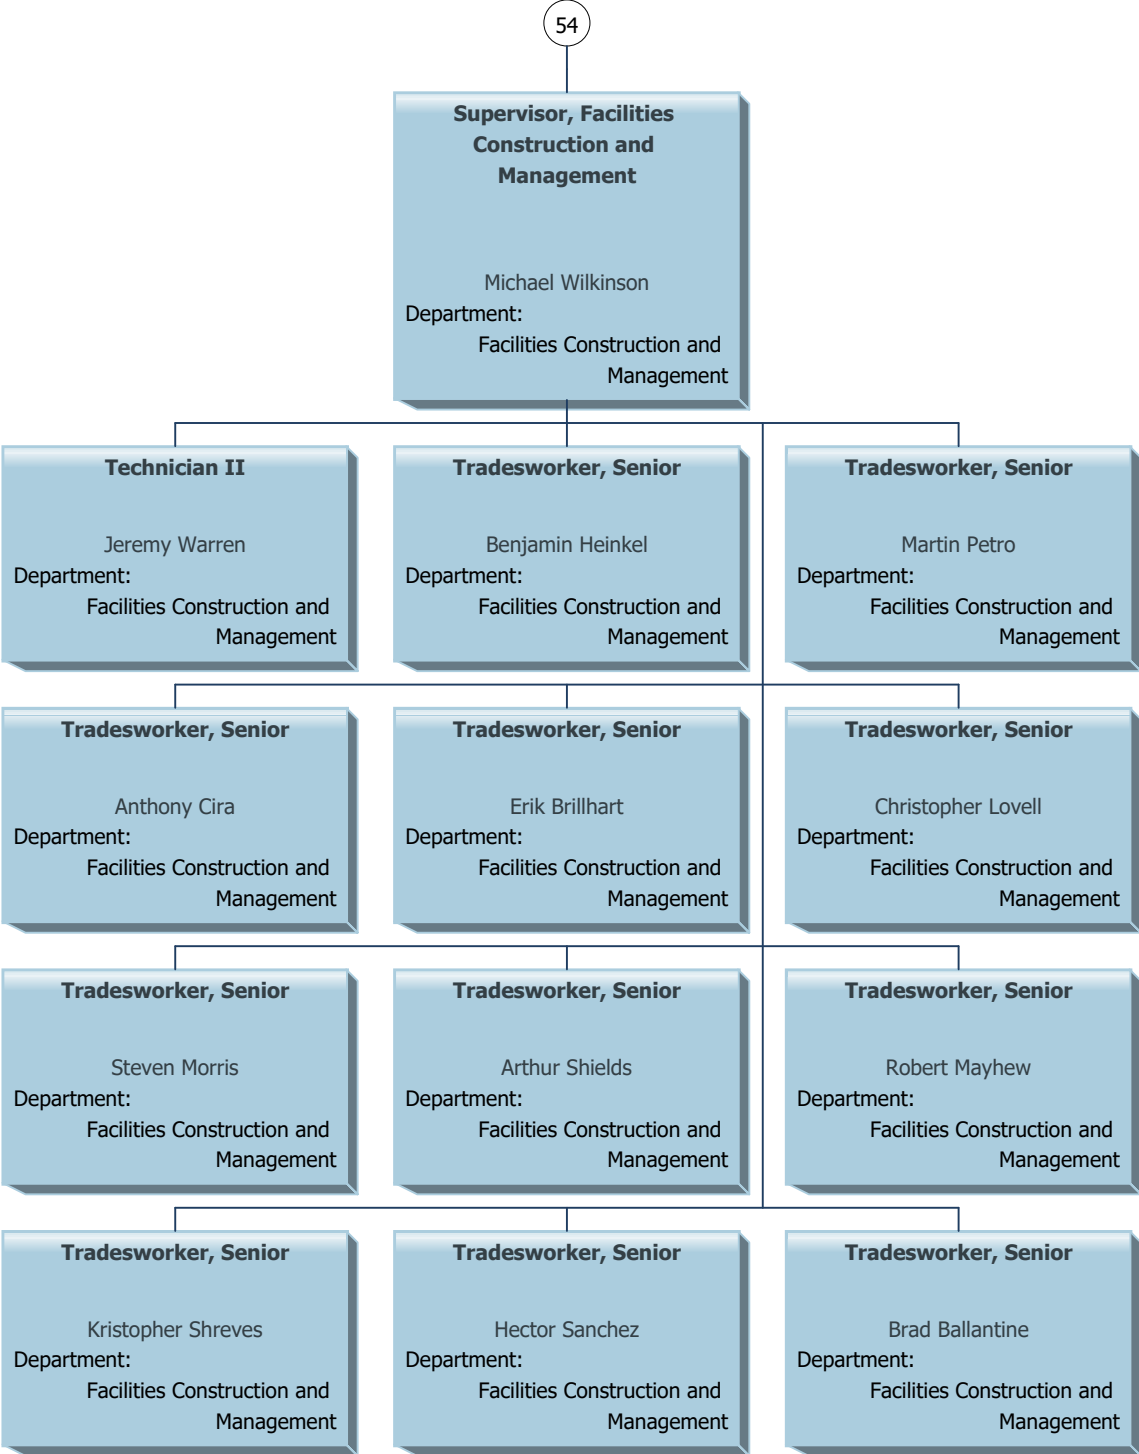 54
Supervisor, Facilities
Construction and
Management
Michael Wilkinson
Department:
Facilities Construction and
Management
Technician II
Jeremy Warren
Department:
Facilities Construction and
Management
Tradesworker, Senior
Benjamin Heinkel
Department:
Facilities Construction and
Management
Tradesworker, Senior
Martin Petro
Department:
Facilities Construction and
Management
Tradesworker, Senior
Anthony Cira
Department:
Facilities Construction and
Management
Tradesworker, Senior
Erik Brillhart
Department:
Facilities Construction and
Management
Tradesworker, Senior
Christopher Lovell
Department:
Facilities Construction and
Management
Tradesworker, Senior
Steven Morris
Department:
Facilities Construction and
Management
Tradesworker, Senior
Arthur Shields
Department:
Facilities Construction and
Management
Tradesworker, Senior
Robert Mayhew
Department:
Facilities Construction and
Management
Tradesworker, Senior
Kristopher Shreves
Department:
Facilities Construction and
Management
Tradesworker, Senior
Hector Sanchez
Department:
Facilities Construction and
Management
Tradesworker, Senior
Brad Ballantine
Department:
Facilities Construction and
Management